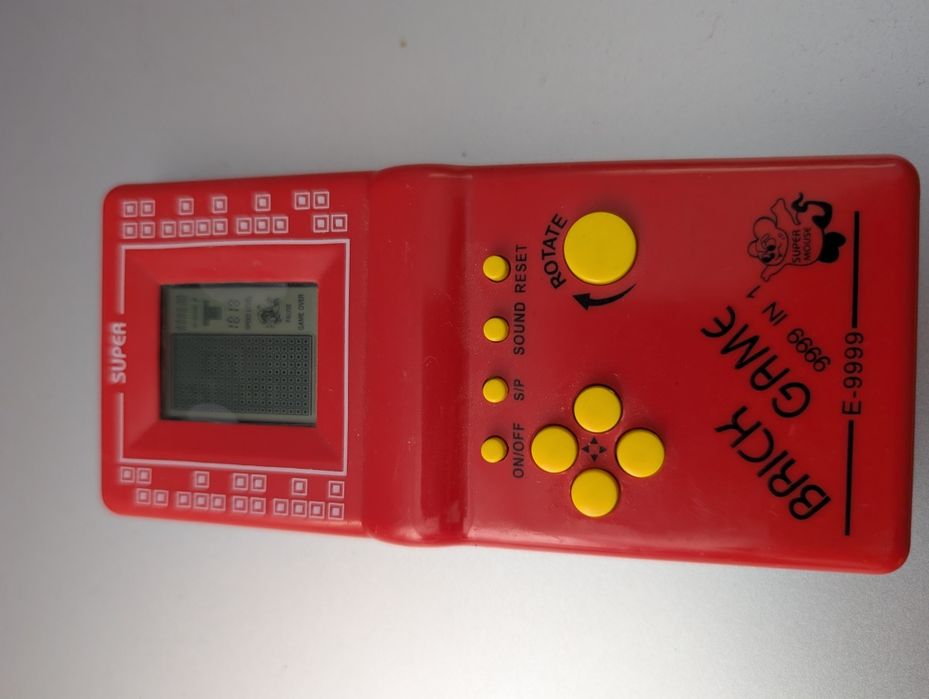 SUPER
PAUSE
GAME OVER
ON/OFF
S/P
SOUND
RESET
ROTATE
BRICK GAME
9999 IN 1
SUPER
MOUSE
E-9999